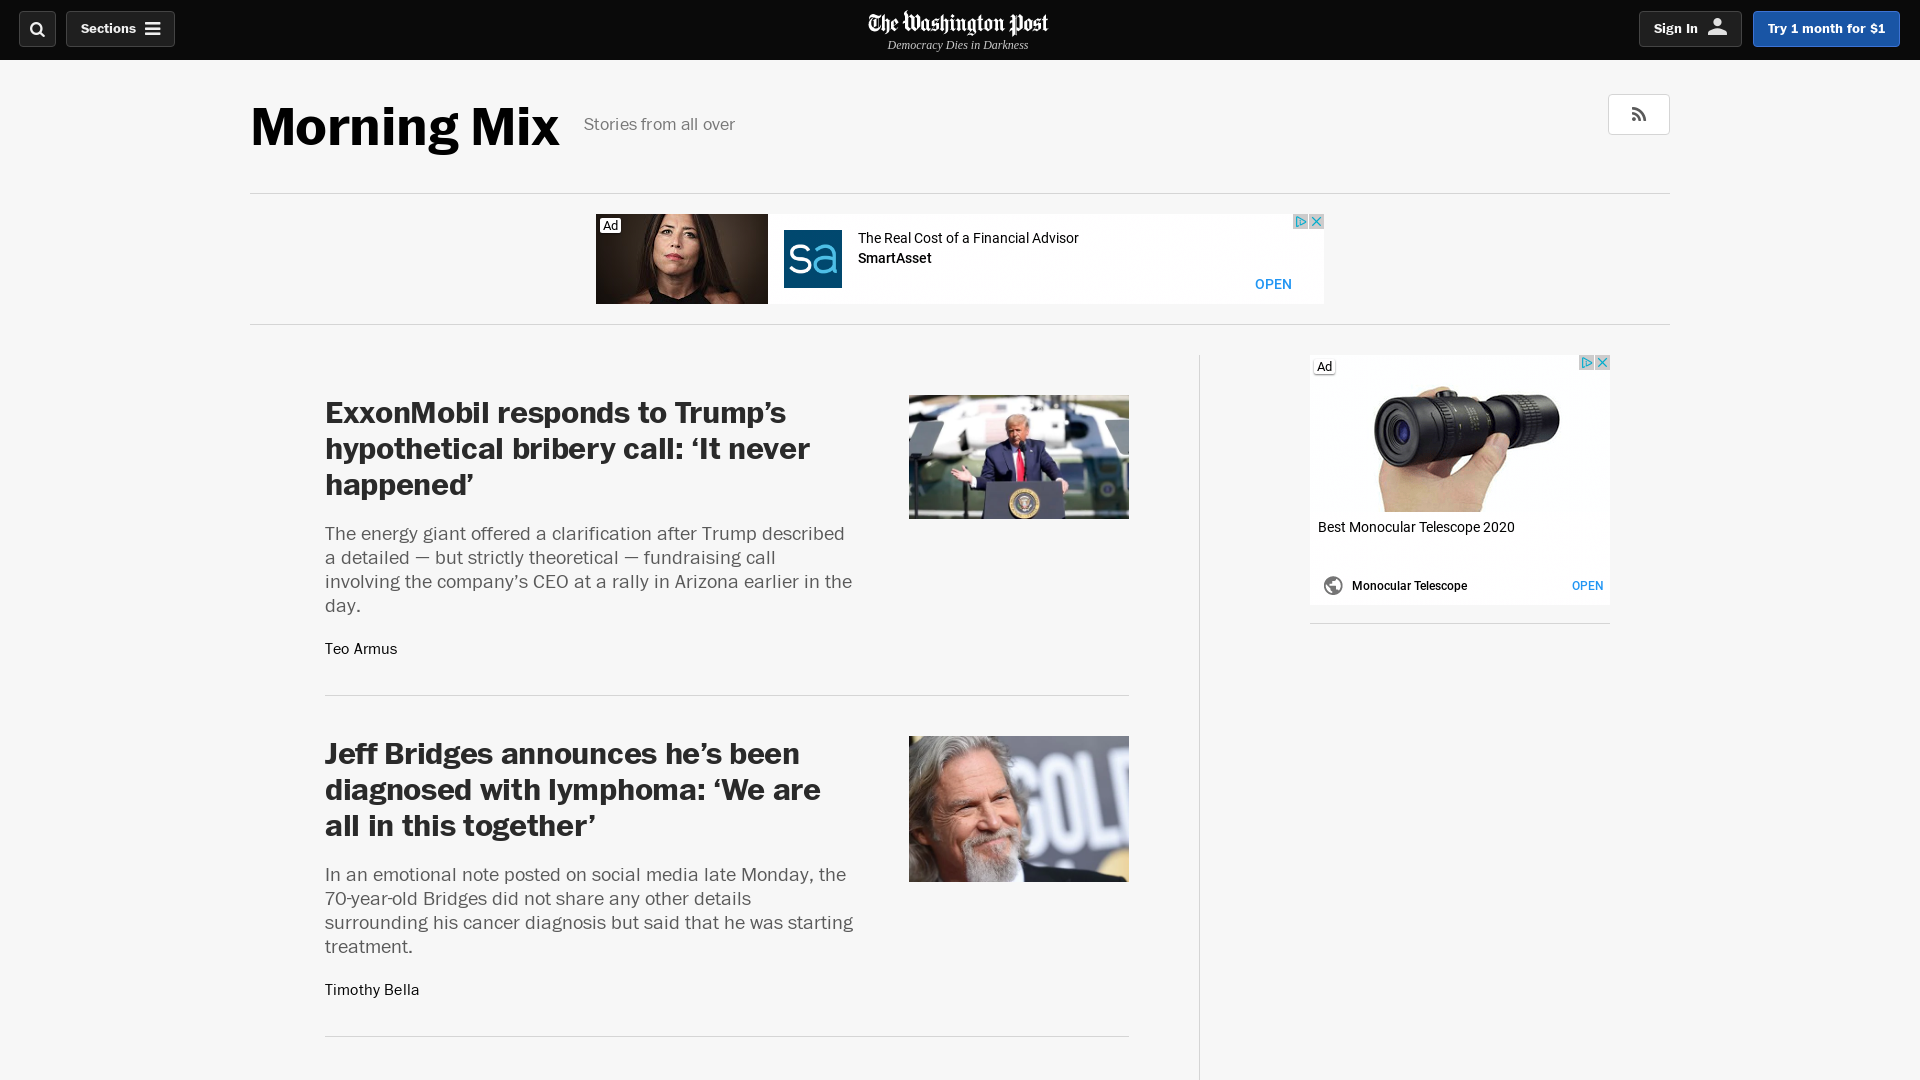 Sections
The Washington Post
Democracy Dies in Darkness
Sign In
Try 1 month for $1
Morning Mix
Stories from all over
Ad
The Real Cost of a Financial Advisor
SmartAsset
sa
OPEN
ExxonMobil responds to Trump’s
hypothetical bribery call: ‘It never
happened’
The energy giant offered a clarification after Trump described
a detailed — but strictly theoretical — fundraising call
involving the company’s CEO at a rally in Arizona earlier in the
day.
Teo Armus
Ad
Best Monocular Telescope 2020
Monocular Telescope
OPEN
Jeff Bridges announces he’s been
diagnosed with lymphoma: ‘We are
all in this together’
In an emotional note posted on social media late Monday, the
70-year-old Bridges did not share any other details
surrounding his cancer diagnosis but said that he was starting
treatment.
GOL
Timothy Bella